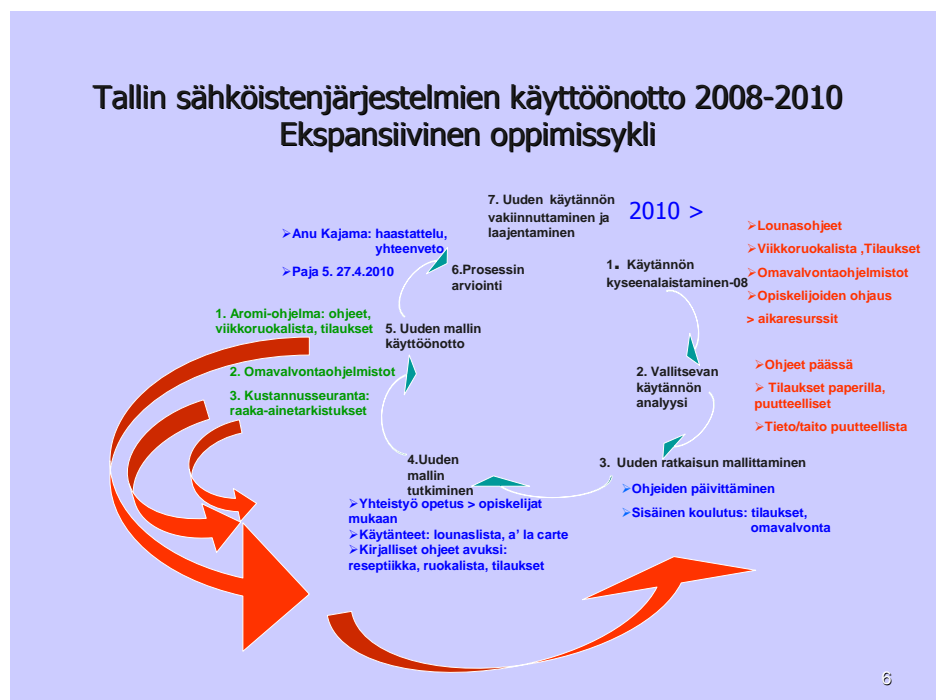 Tallin sähköistenjärjestelmien käyttöönotto 2008-2010
Ekspansiivinen oppimissykli
7. Uuden käytännön
vakiinnuttaminen ja
laajentaminen
2010 >
➢Lounasohjeet
➢Viikkoruokalista ,Tilaukset
➢Omavalvontaohjelmistot
➢Opiskelijoiden ohjaus
> aikaresurssit
1. Käytännön
kyseenalaistaminen-08
➢Anu Kajama: haastattelu,
yhteenveto
➢Paja 5. 27.4.2010
6.Prosessin
arviointi
1. Aromi-ohjelma: ohjeet,
viikkoruokalista, tilaukset
2. Omavalvontaohjelmistot
3. Kustannusseuranta:
raaka-ainetarkistukset
5. Uuden mallin
käyttöönotto
2. Vallitsevan
käytännön
analyysi
➢Ohjeet päässä
➢ Tilaukset paperilla,
puutteelliset
➢Tieto/taito puutteellista
4.Uuden
mallin
tutkiminen
3. Uuden ratkaisun mallittaminen
➢Ohjeiden päivittäminen
➢Sisäinen koulutus: tilaukset,
omavalvonta
➢Yhteistyö opetus > opiskelijat
mukaan
➢Käytänteet: lounaslista, a' la carte
➢Kirjalliset ohjeet avuksi:
reseptiikka, ruokalista, tilaukset
6